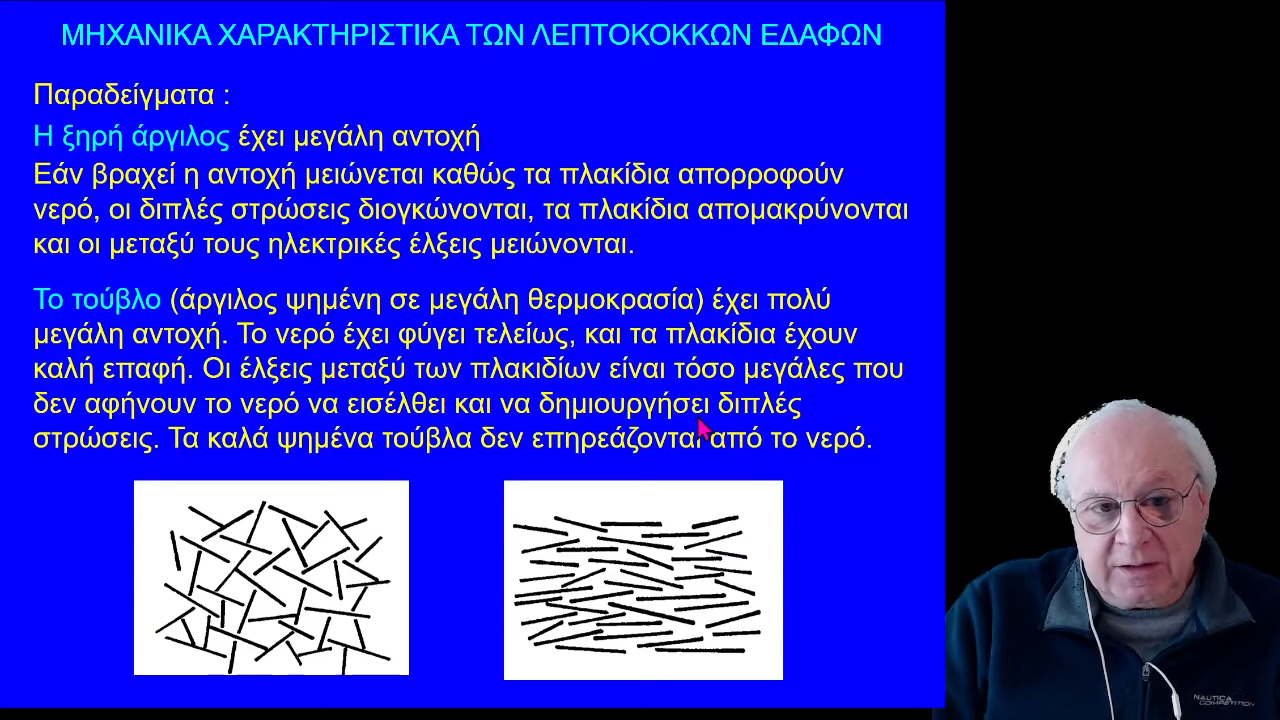 ΜΗΧΑΝΙΚΑ ΧΑΡΑΚΤΗΡΙΣΤΙΚΑ ΤΩΝ ΛΕΠΤΟΚΟΚΚΩΝ ΕΔΑΦΩΝ
Παραδείγματα :
Η ξηρή άργιλος έχει μεγάλη αντοχή
Εάν βραχεί η αντοχή μειώνεται καθώς τα πλακίδια απορροφούν
νερό, οι διπλές στρώσεις διογκώνονται, τα πλακίδια απομακρύνονται
και οι μεταξύ τους ηλεκτρικές έλξεις μειώνονται.
Το τούβλο (άργιλος ψημένη σε μεγάλη θερμοκρασία) έχει πολύ
μεγάλη αντοχή. Το νερό έχει φύγει τελείως, και τα πλακίδια έχουν
καλή επαφή. Οι έλξεις μεταξύ των πλακιδίων είναι τόσο μεγάλες που
δεν αφήνουν το νερό να εισέλθει και να δημιουργήσει διπλές
στρώσεις. Τα καλά ψημένα τούβλα δεν επηρεάζονται από το νερό.
NAUTICA
COMPETITION